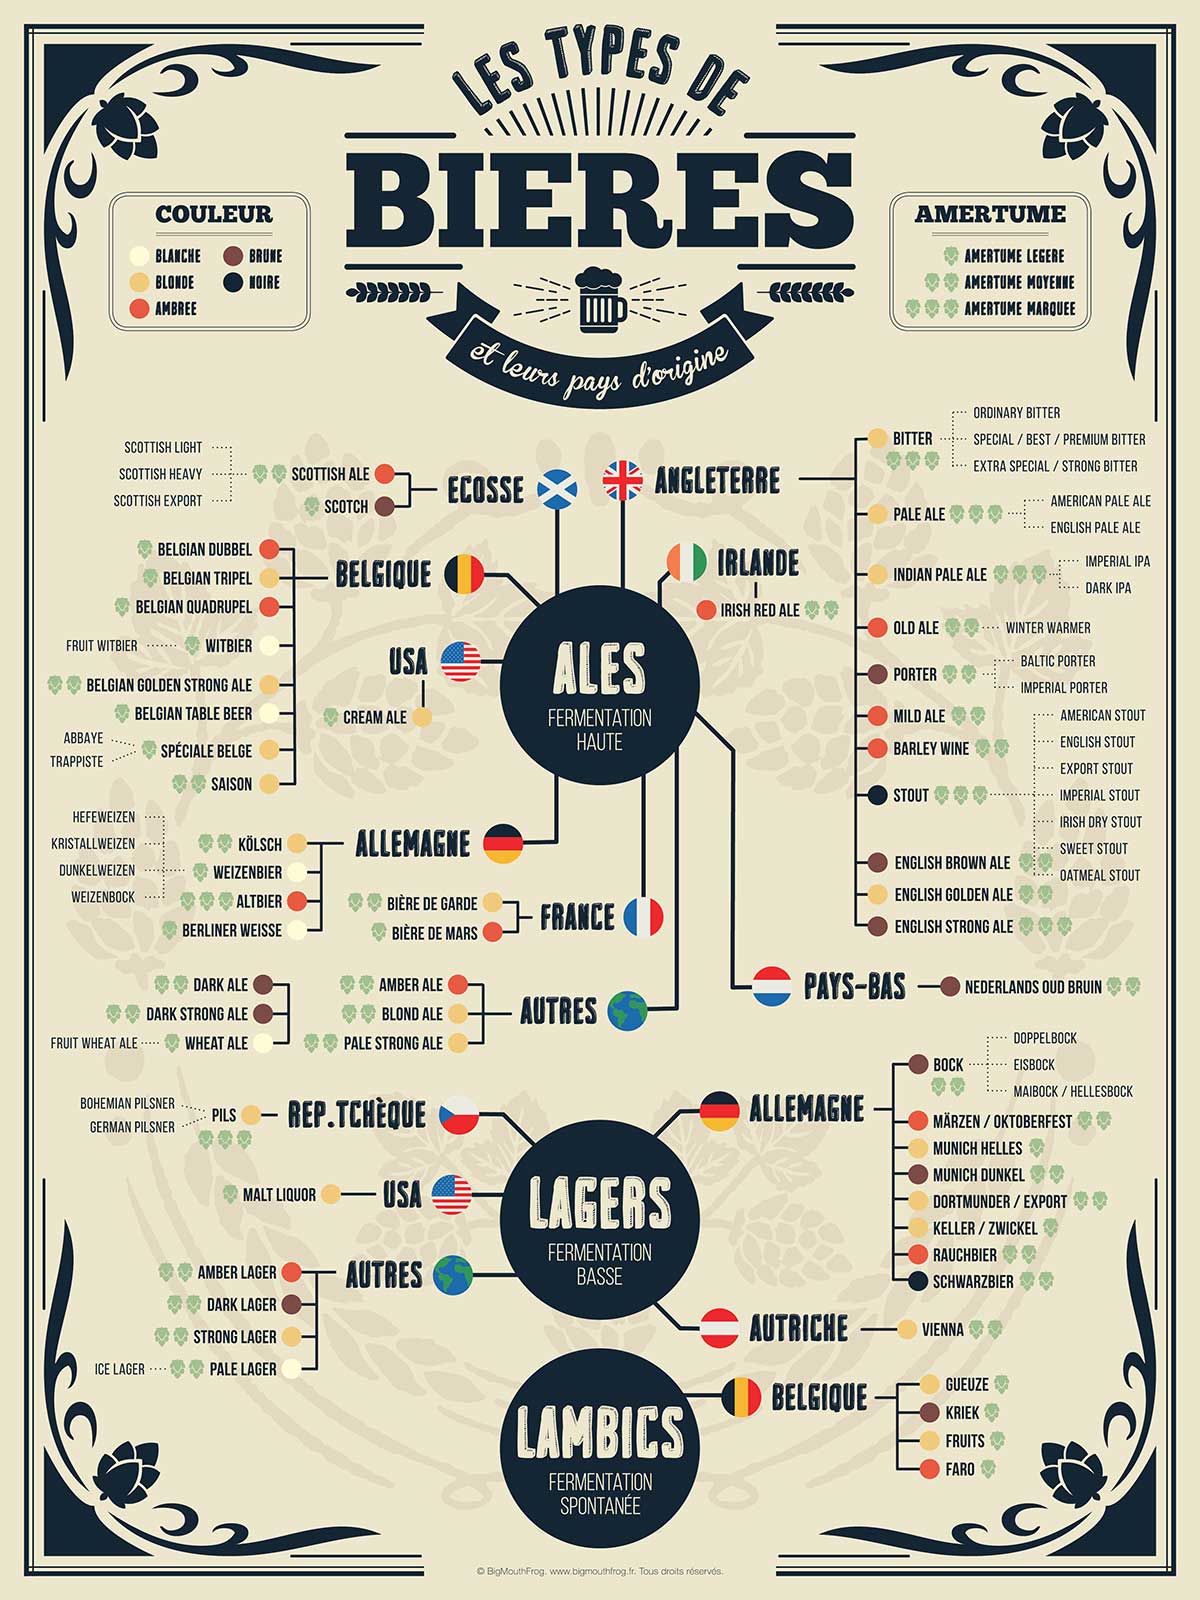 LES TYPES DE
BIERES
et leurs pays d'origine
COULEUR
BLANCHE
BLONDE
AMBREE
BRUNE
NOIRE
AMERTUME
AMERTUME LEGERE
AMERTUME MOYENNE
AMERTUME MARQUEE
ALES
FERMENTATION
HAUTE
ECOSSE
SCOTTISH ALE
SCOTTISH LIGHT
SCOTTISH HEAVY
SCOTTISH EXPORT
SCOTCH
BELGIQUE
BELGIAN DUBBEL
BELGIAN TRIPEL
BELGIAN QUADRUPEL
FRUIT WITBIER
WITBIER
BELGIAN GOLDEN STRONG ALE
BELGIAN TABLE BEER
ABBAYE
TRAPPISTE
SPÉCIALE BELGE
SAISON
USA
CREAM ALE
ALLEMAGNE
KÖLSCH
HEFEWEIZEN
KRISTALLWEIZEN
DUNKELWEIZEN
WEIZENBOCK
WEIZENBIER
ALTBIER
BERLINER WEISSE
FRANCE
BIÈRE DE GARDE
BIÈRE DE MARS
AUTRES
AMBER ALE
BLOND ALE
PALE STRONG ALE
DARK ALE
DARK STRONG ALE
FRUIT WHEAT ALE
WHEAT ALE
ANGLETERRE
BITTER
ORDINARY BITTER
SPECIAL / BEST / PREMIUM BITTER
EXTRA SPECIAL / STRONG BITTER
PALE ALE
AMERICAN PALE ALE
ENGLISH PALE ALE
INDIAN PALE ALE
IMPERIAL IPA
DARK IPA
OLD ALE
WINTER WARMER
PORTER
BALTIC PORTER
IMPERIAL PORTER
MILD ALE
BARLEY WINE
STOUT
AMERICAN STOUT
ENGLISH STOUT
EXPORT STOUT
IMPERIAL STOUT
IRISH DRY STOUT
SWEET STOUT
OATMEAL STOUT
ENGLISH BROWN ALE
ENGLISH GOLDEN ALE
ENGLISH STRONG ALE
IRLANDE
IRISH RED ALE
PAYS-BAS
NEDERLANDS OUD BRUIN
LAGERS
FERMENTATION
BASSE
REP.TCHÈQUE
PILS
BOHEMIAN PILSNER
GERMAN PILSNER
USA
MALT LIQUOR
AUTRES
AMBER LAGER
DARK LAGER
STRONG LAGER
ICE LAGER
PALE LAGER
ALLEMAGNE
BOCK
DOPPELBOCK
EISBOCK
MAIBOCK / HELLESBOCK
MÄRZEN / OKTOBERFEST
MUNICH HELLES
MUNICH DUNKEL
DORTMUNDER / EXPORT
KELLER / ZWICKEL
RAUCHBIER
SCHWARZBIER
AUTRICHE
VIENNA
LAMBICS
FERMENTATION
SPONTANÉE
BELGIQUE
GUEUZE
KRIEK
FRUITS
FARO
© BigMouthFrog. www.bigmouthfrog.fr. Tous droits réservés.